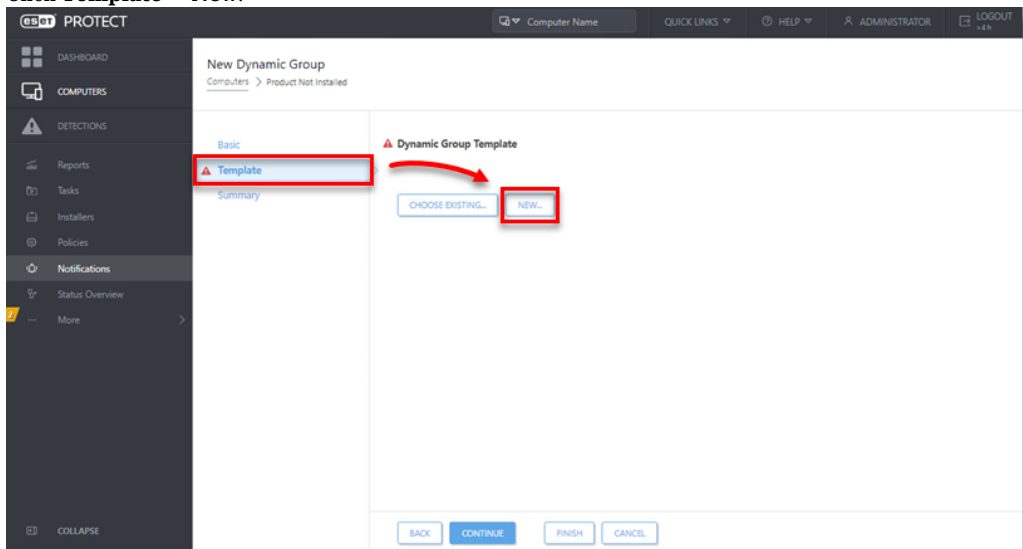 eset PROTECT
Computer Name
QUICK LINKS
HELP
ADMINISTRATOR
LOGOUT
>4 h
DASHBOARD
COMPUTERS
DETECTIONS
Reports
Tasks
Installers
Policies
Notifications
Status Overview
2
More
COLLAPSE
New Dynamic Group
Computers > Product Not Installed
Basic
Template
Summary
Dynamic Group Template
CHOOSE EXISTING...
NEW...
BACK
CONTINUE
FINISH
CANCEL